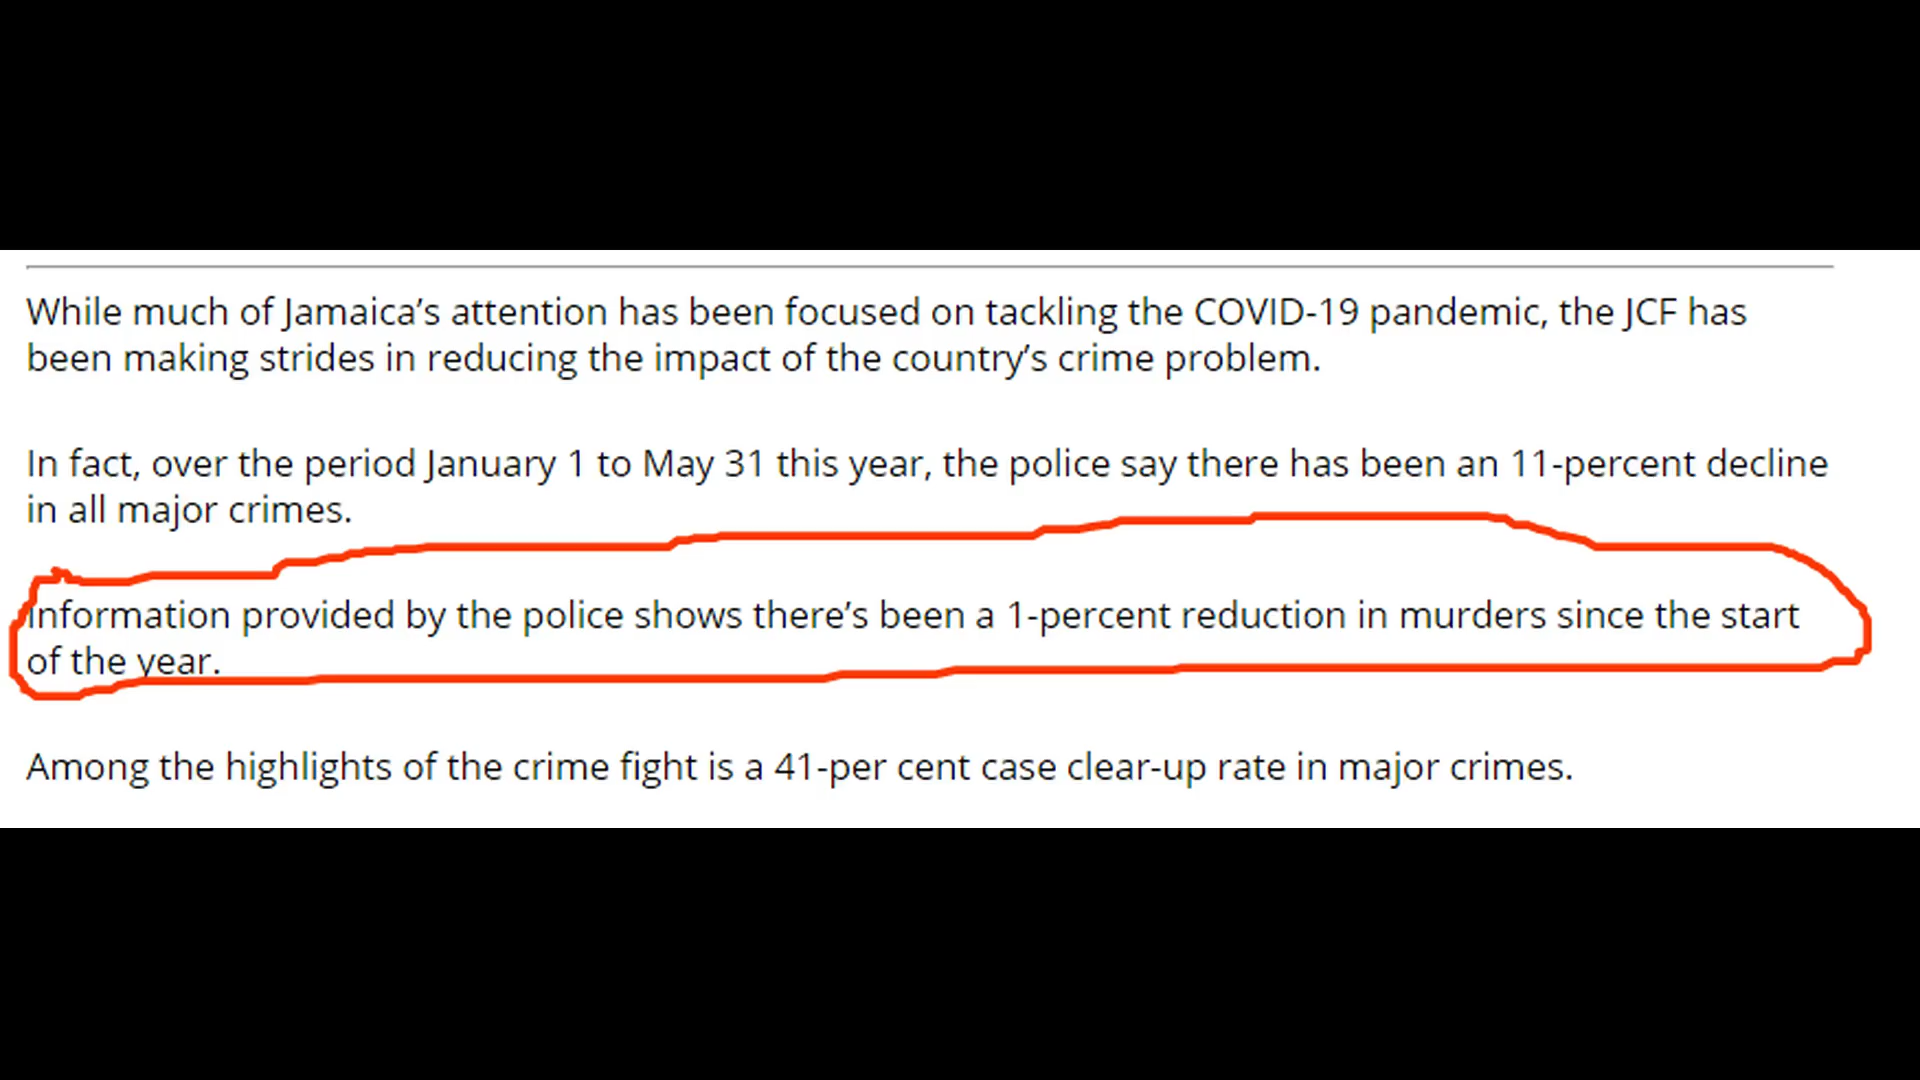 While much of Jamaica’s attention has been focused on tackling the COVID-19 pandemic, the JCF has
been making strides in reducing the impact of the country’s crime problem.
In fact, over the period January 1 to May 31 this year, the police say there has been an 11-percent decline
in all major crimes.
Information provided by the police shows there’s been a 1-percent reduction in murders since the start
of the year.
Among the highlights of the crime fight is a 41-per cent case clear-up rate in major crimes.